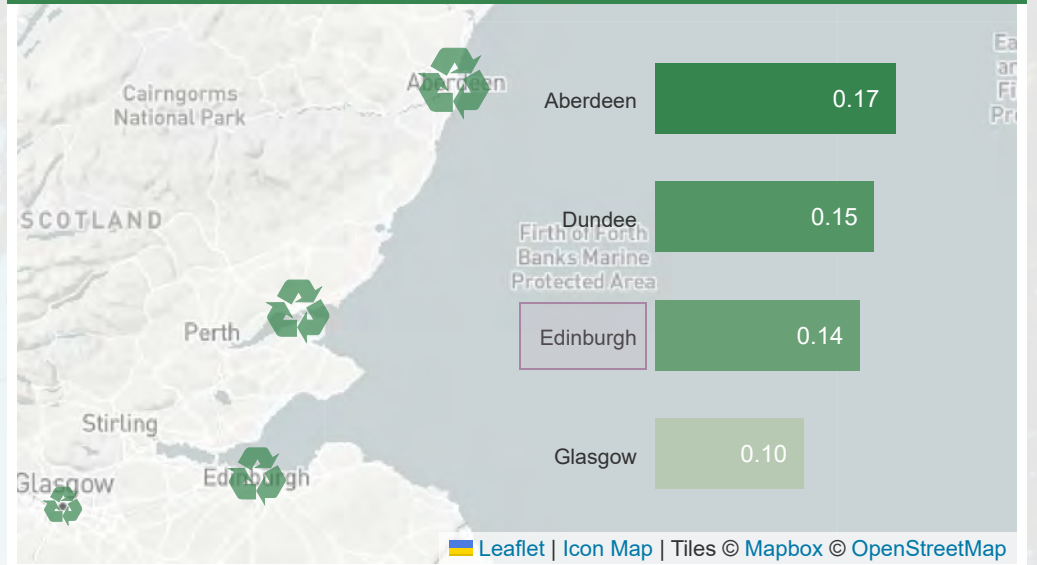 Aberdeen
Cairngorms
National Park
SCOTLAND
Perth
Stirling
Glasgow
Edinburgh
Firth of Forth
Banks Marine
Protected Area
Aberdeen 0.17
Dundee 0.15
Edinburgh 0.14
Glasgow 0.10
Leaflet | Icon Map | Tiles © Mapbox © OpenStreetMap